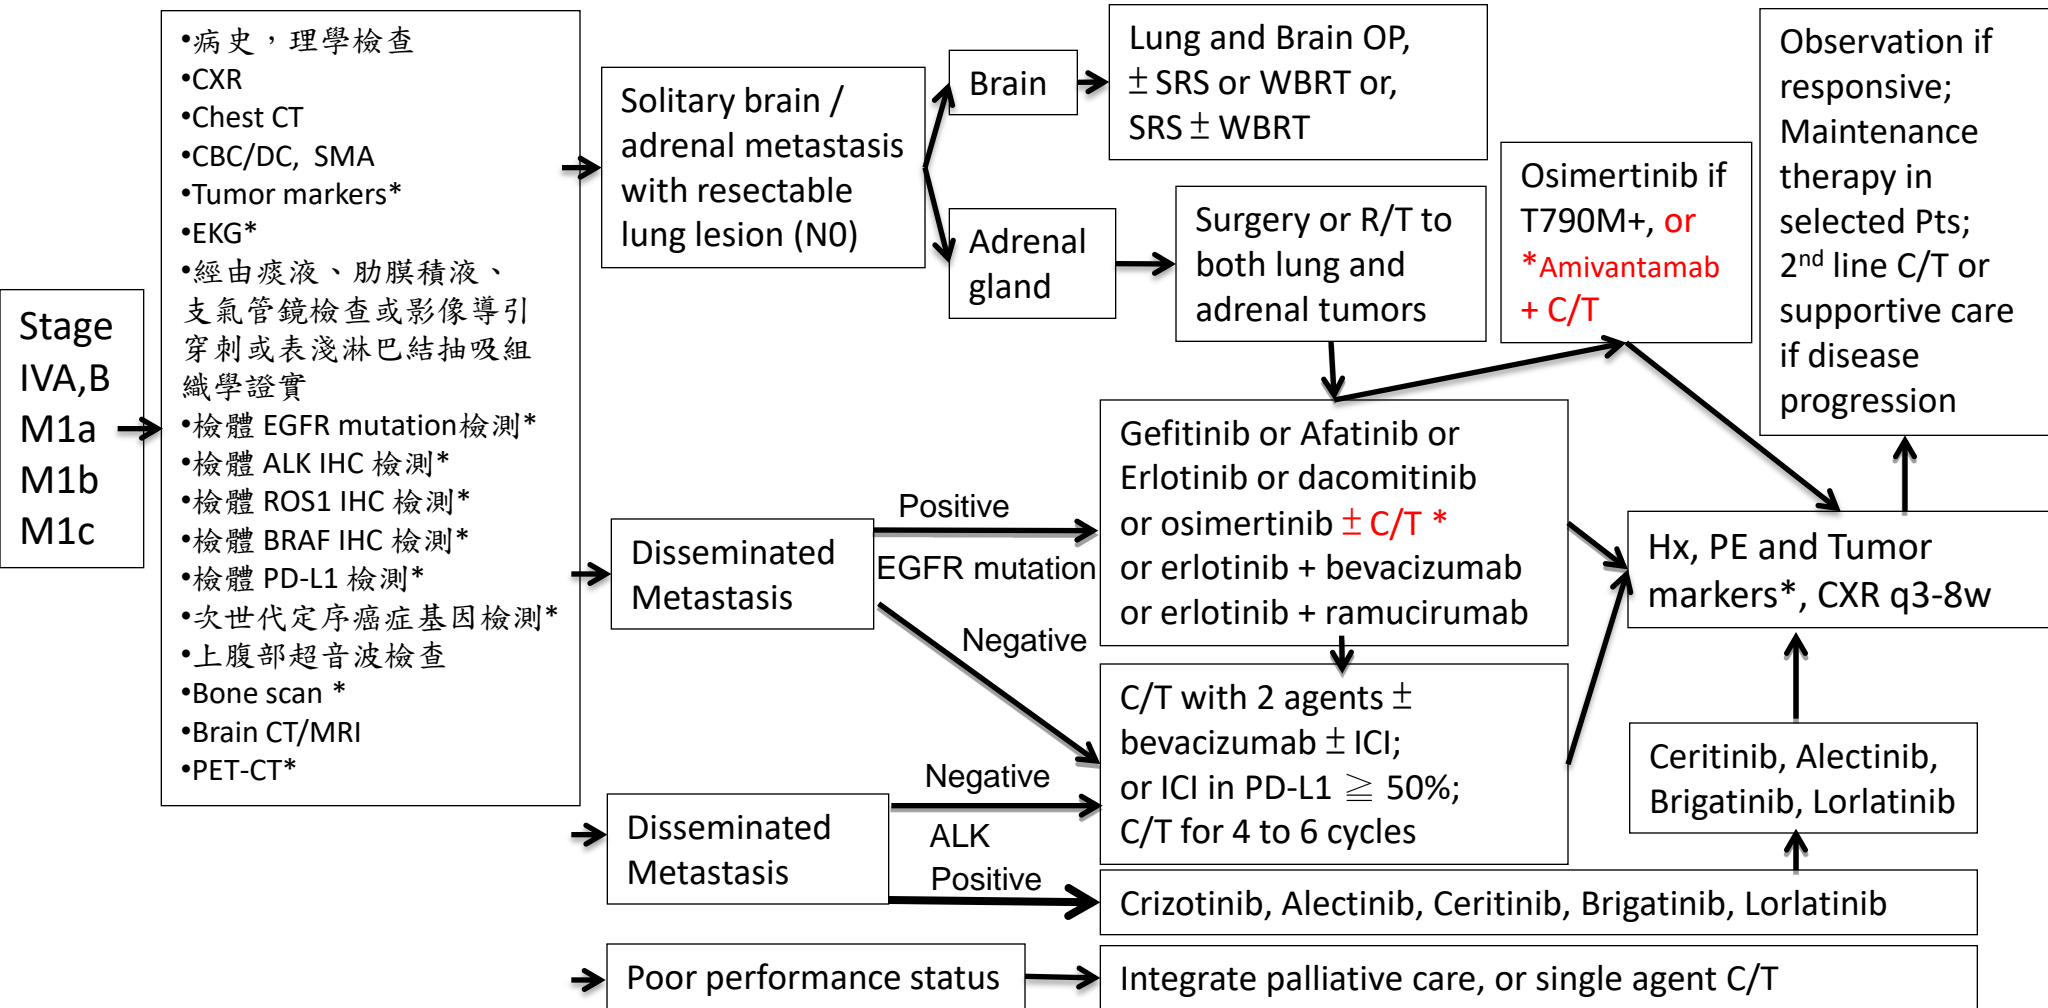 Stage
IVA,B
M1a
M1b
M1c
•病史，理學檢查
•CXR
•Chest CT
•CBC/DC, SMA
•Tumor markers*
•EKG*
•經由痰液、肋膜積液、
支氣管鏡檢查或影像導引
穿刺或表淺淋巴結抽吸組
織學證實
•檢體 EGFR mutation檢測*
•檢體 ALK IHC 檢測*
•檢體 ROS1 IHC 檢測*
•檢體 BRAF IHC 檢測*
•檢體 PD-L1 檢測*
•次世代定序癌症基因檢測*
•上腹部超音波檢查
•Bone scan *
•Brain CT/MRI
•PET-CT*
Solitary brain /
adrenal metastasis
with resectable
lung lesion (N0)
Brain
Lung and Brain OP,
± SRS or WBRT or,
SRS ± WBRT
Adrenal
gland
Surgery or R/T to
both lung and
adrenal tumors
Osimertinib if
T790M+, or
*Amivantamab
+ C/T
Observation if
responsive;
Maintenance
therapy in
selected Pts;
2nd line C/T or
supportive care
if disease
progression
Disseminated
Metastasis
Positive
EGFR mutation
Negative
Gefitinib or Afatinib or
Erlotinib or dacomitinib
or osimertinib ± C/T *
or erlotinib + bevacizumab
or erlotinib + ramucirumab
Hx, PE and Tumor
markers*, CXR q3-8w
C/T with 2 agents ±
bevacizumab ± ICI;
or ICI in PD-L1 ≧ 50%;
C/T for 4 to 6 cycles
Ceritinib, Alectinib,
Brigatinib, Lorlatinib
Disseminated
Metastasis
Negative
ALK
Positive
Crizotinib, Alectinib, Ceritinib, Brigatinib, Lorlatinib
Poor performance status
Integrate palliative care, or single agent C/T